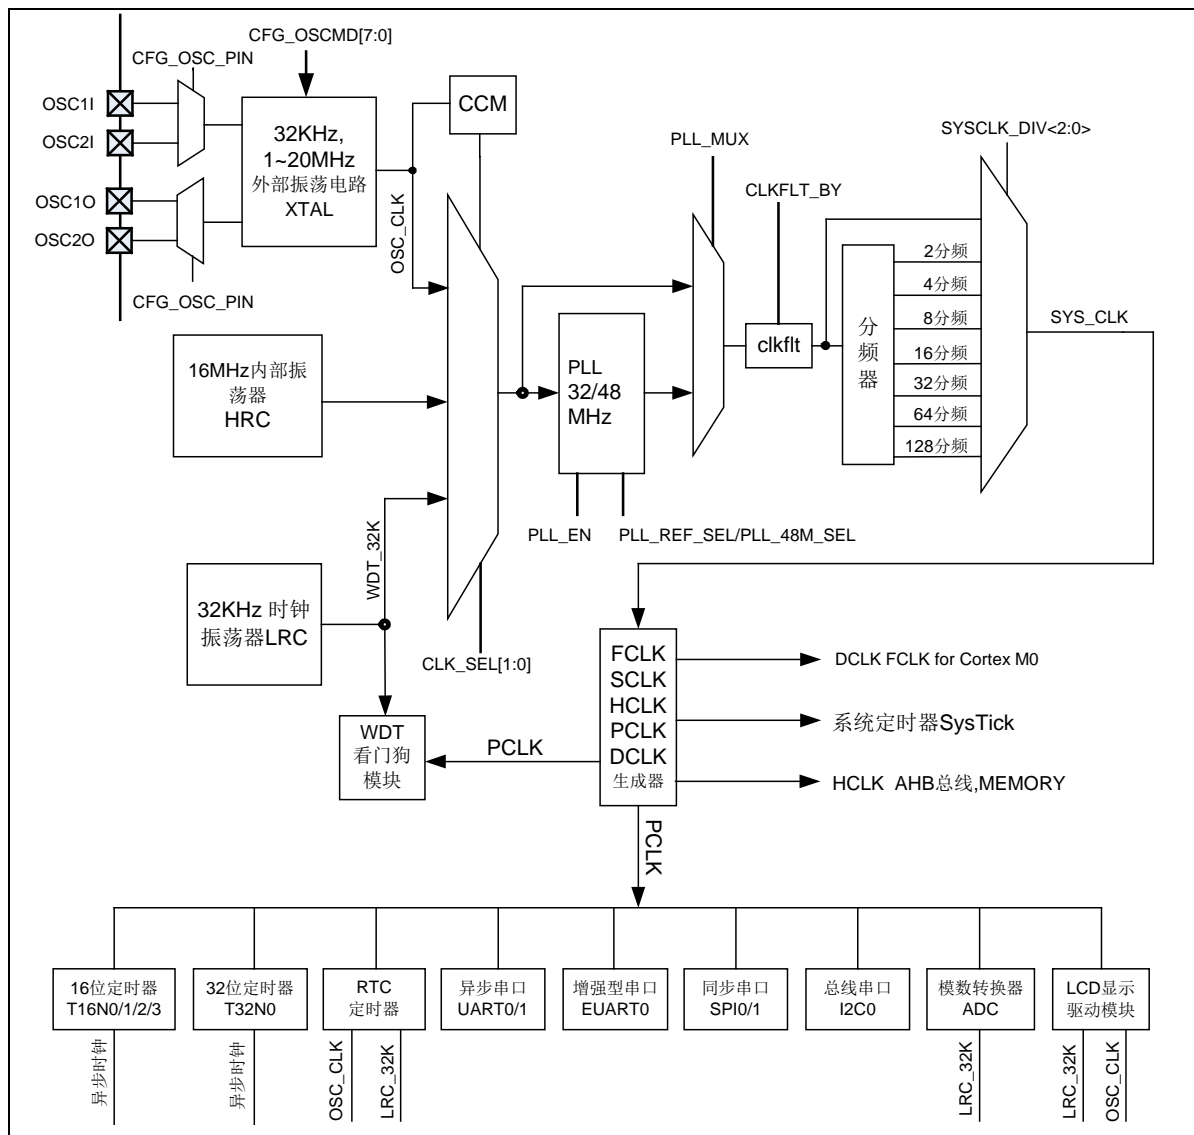 CFG_OSCMD[7:0]
CFG_OSC_PIN
OSC1I
OSC2I
OSC1O
OSC2O
CFG_OSC_PIN
32KHz,
1~20MHz
外部振荡电路
XTAL
CCM
OSC_CLK
PLL_MUX
CLKFLT_BY
SYSCLK_DIV<2:0>
16MHz内部振
荡器
HRC
PLL
32/48
MHz
clkflt
分
频
器
2分频
4分频
8分频
16分频
32分频
64分频
128分频
SYS_CLK
PLL_EN
PLL_REF_SEL/PLL_48M_SEL
WDT_32K
32KHz 时钟
振荡器LRC
CLK_SEL[1:0]
WDT
看门狗
模块
PCLK
FCLK
SCLK
HCLK
PCLK
DCLK
生成器
DCLK FCLK for Cortex M0
系统定时器SysTick
HCLK AHB总线,MEMORY
PCLK
16位定时器
T16N0/1/2/3
32位定时器
T32N0
RTC
定时器
异步串口
UART0/1
增强型串口
EUART0
同步串口
SPI0/1
总线串口
I2C0
模数转换器
ADC
LCD显示
驱动模块
异步时钟
异步时钟
OSC_CLK
LRC_32K
LRC_32K
LRC_32K
OSC_CLK